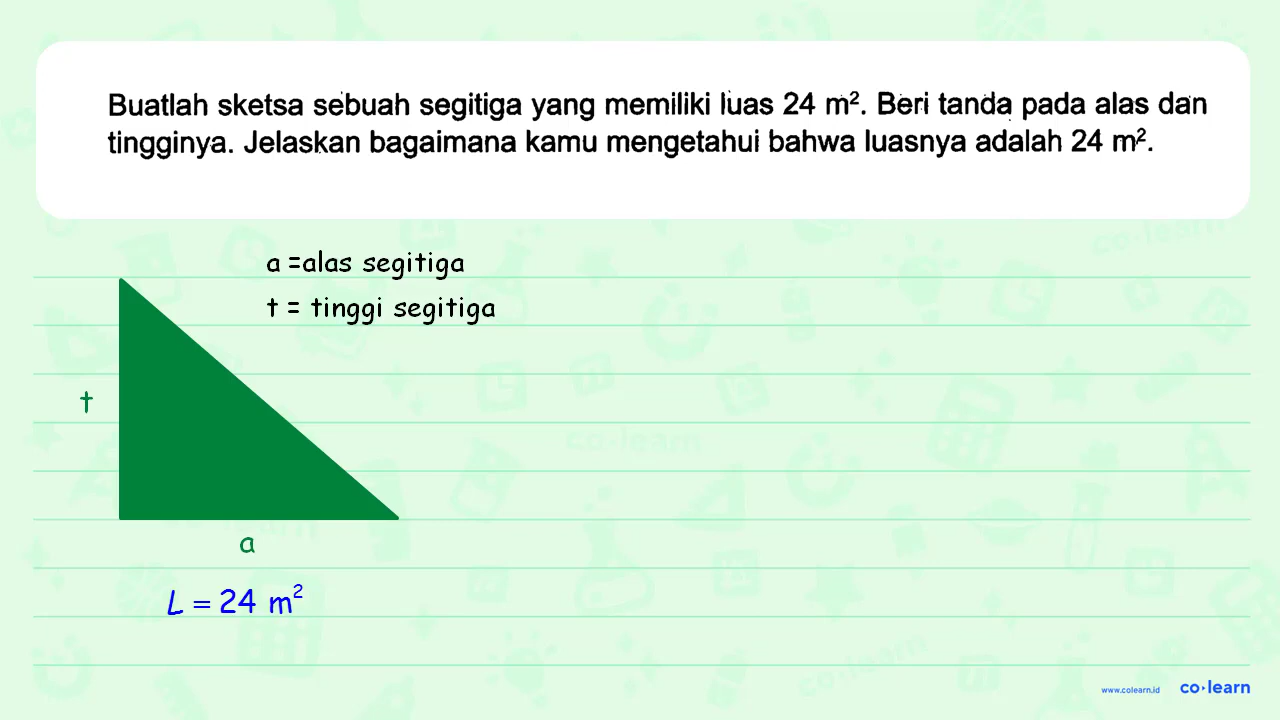 Buatlah sketsa sebuah segitiga yang memiliki luas 24 m². Beri tanda pada alas dan
tingginya. Jelaskan bagaimana kamu mengetahui bahwa luasnya adalah 24 m².
a =alas segitiga
t = tinggi segitiga
t
a
L = 24 m²
www.colearn.id
co·learn